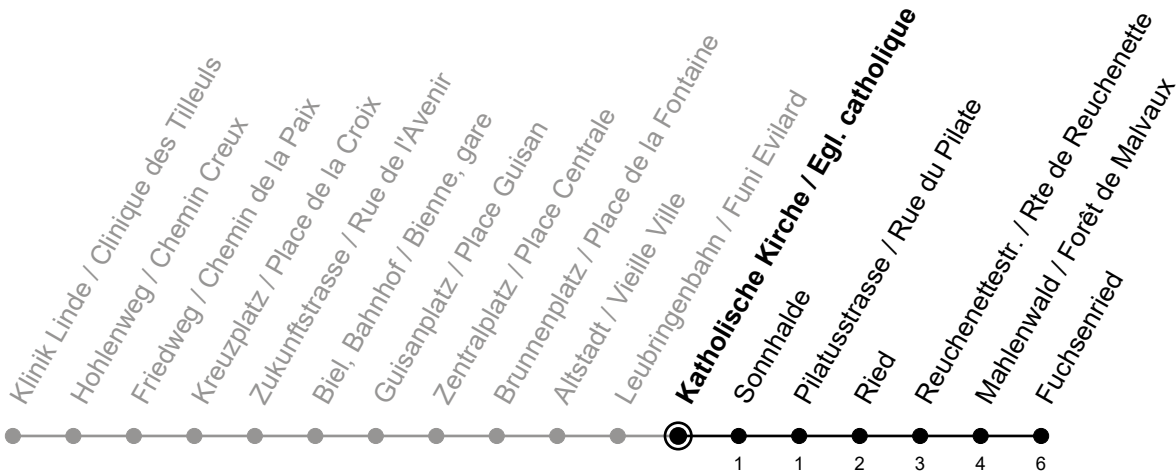 Klinik Linde / Clinique des Tilleuls
Hohlenweg / Chemin Creux
Friedweg / Chemin de la Paix
Kreuzplatz / Place de la Croix
Zukunftstrasse / Rue de l'Avenir
Biel, Bahnhof / Bienne, gare
Guisanplatz / Place Guisan
Zentralplatz / Place Centrale
Brunnenplatz / Place de la Fontaine
Altstadt / Vieille Ville
Leubringenbahn / Funi Evilard
Katholische Kirche / Egl. catholique
Sonnhalde
Pilatusstrasse / Rue du Pilate
Ried
Reuchenettestr. / Rte de Reuchenette
Mahlenwald / Forêt de Malvaux
Fuchsenried
1 1 2 3 4 6